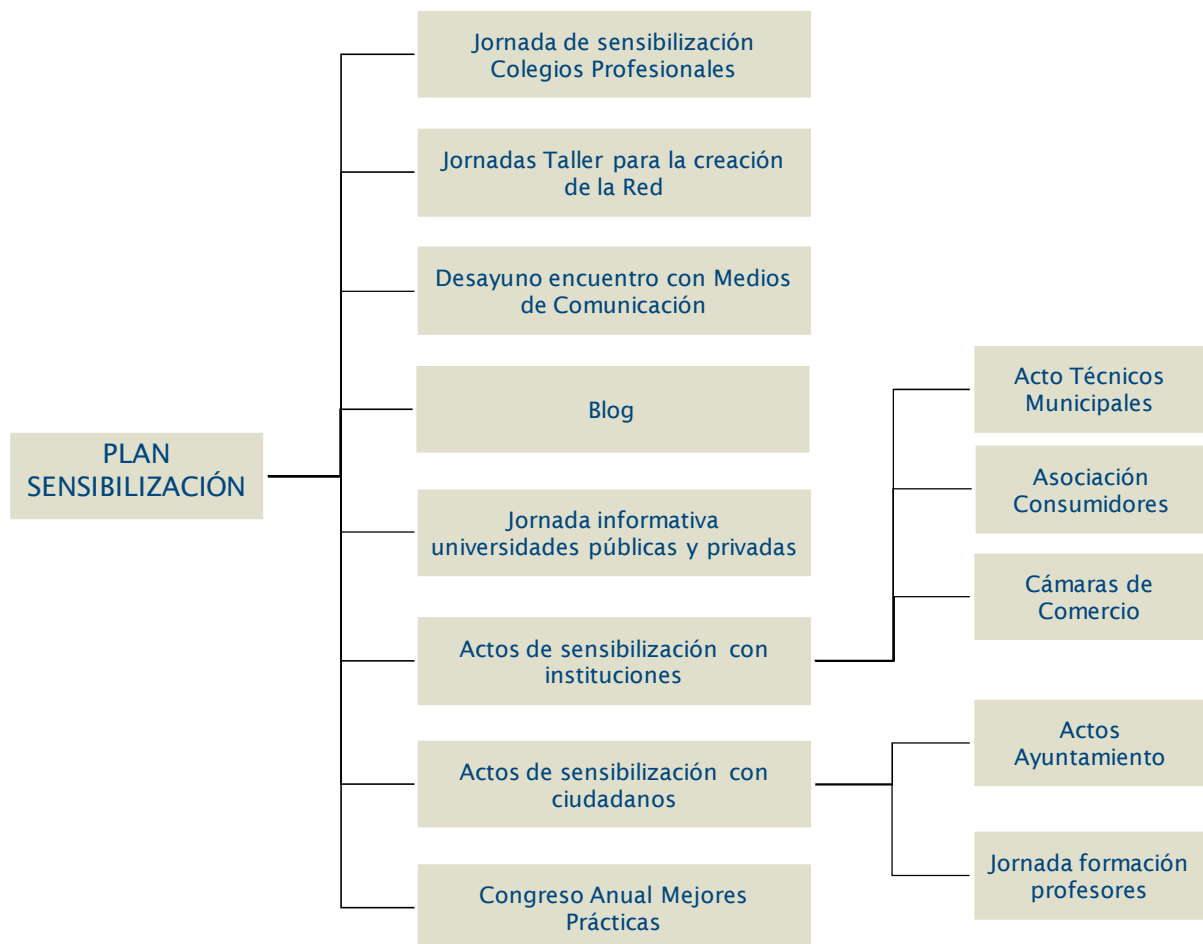 PLAN
SENSIBILIZACIÓN
Jornada de sensibilización
Colegios Profesionales
Jornadas Taller para la creación
de la Red
Desayuno encuentro con Medios
de Comunicación
Blog
Jornada informativa
universidades públicas y privadas
Actos de sensibilización con
instituciones
Acto Técnicos
Municipales
Asociación
Consumidores
Cámaras de
Comercio
Actos de sensibilización con
ciudadanos
Actos
Ayuntamiento
Jornada formación
profesores
Congreso Anual Mejores
Prácticas